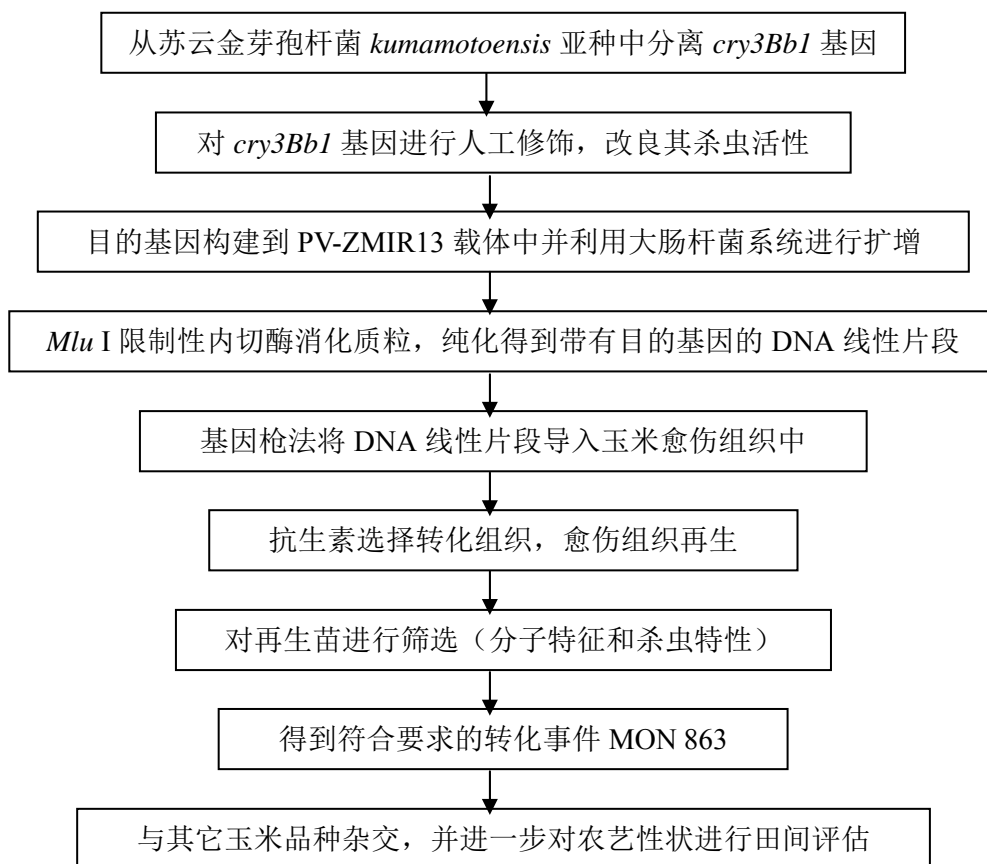 从苏云金芽孢杆菌 kumamotoensis 亚种中分离 cry3Bb1 基因
对 cry3Bb1 基因进行人工修饰，改良其杀虫活性
目的基因构建到 PV-ZMIR13 载体中并利用大肠杆菌系统进行扩增
Mlu I 限制性内切酶消化质粒，纯化得到带有目的基因的 DNA 线性片段
基因枪法将 DNA 线性片段导入玉米愈伤组织中
抗生素选择转化组织，愈伤组织再生
对再生苗进行筛选（分子特征和杀虫特性）
得到符合要求的转化事件 MON 863
与其它玉米品种杂交，并进一步对农艺性状进行田间评估